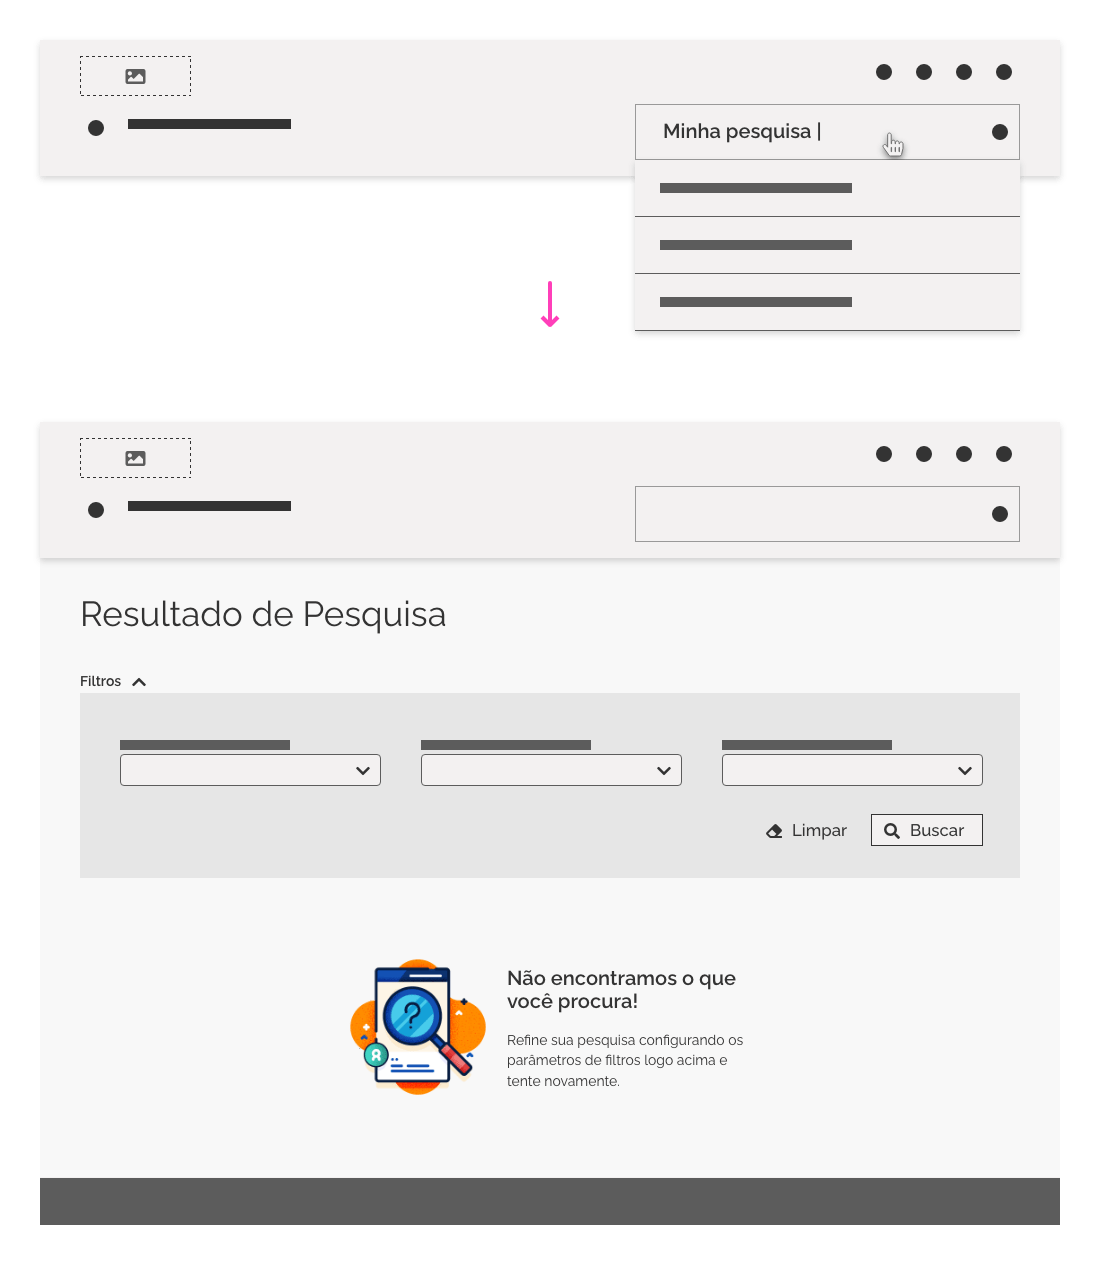 Minha pesquisa |
Resultado de Pesquisa
Filtros
Limpar
Buscar
Não encontramos o que
você procura!
Refine sua pesquisa configurando os
parâmetros de filtros logo acima e
tente novamente.